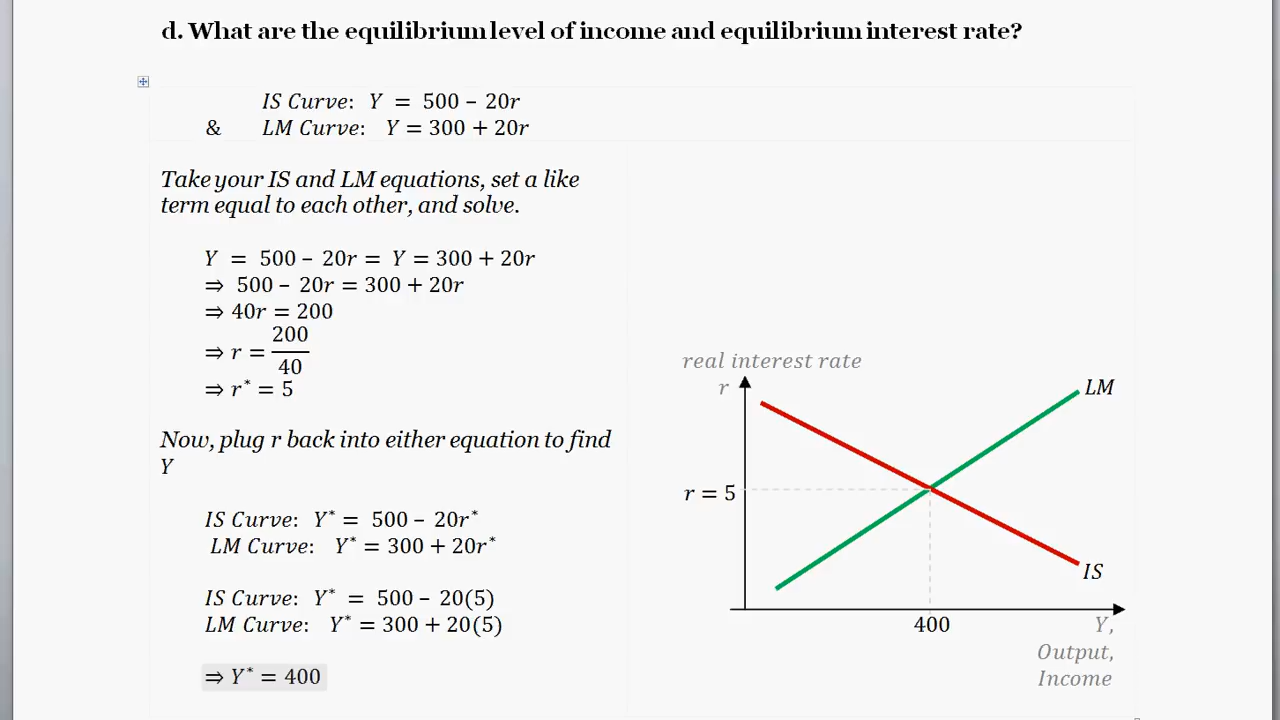 d. What are the equilibrium level of income and equilibrium interest rate?
IS Curve: Y = 500 – 20r
& LM Curve: Y = 300 + 20r
Take your IS and LM equations, set a like
term equal to each other, and solve.
Y = 500 – 20r = Y = 300 + 20r
⇒ 500 – 20r = 300 + 20r
⇒ 40r = 200
⇒ r = 200/40
⇒ r* = 5
Now, plug r back into either equation to find
Y
IS Curve: Y* = 500 – 20r*
LM Curve: Y* = 300 + 20r*
IS Curve: Y* = 500 – 20(5)
LM Curve: Y* = 300 + 20(5)
⇒ Y* = 400
real interest rate
r
LM
r = 5
IS
400
Y,
Output,
Income